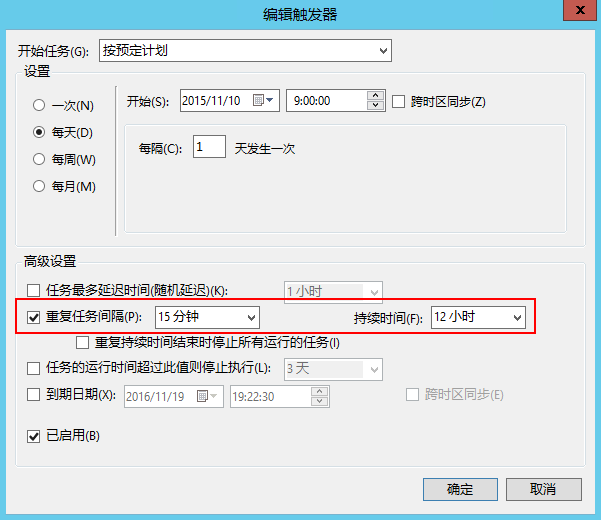 编辑触发器
x
开始任务(G): 按预定计划
设置
一次(N)
每天(D)
每周(W)
每月(M)
开始(S): 2015/11/10 9:00:00 跨时区同步(Z)
每隔(C): 1 天发生一次
高级设置
任务最多延迟时间(随机延迟)(K): 1 小时
重复任务间隔(P): 15 分钟 持续时间(F): 12 小时
重复持续时间结束时停止所有运行的任务(I)
任务的运行时间超过此值则停止执行(L): 3 天
到期日期(X): 2016/11/19 19:22:30 跨时区同步(E)
已启用(B)
确定 取消